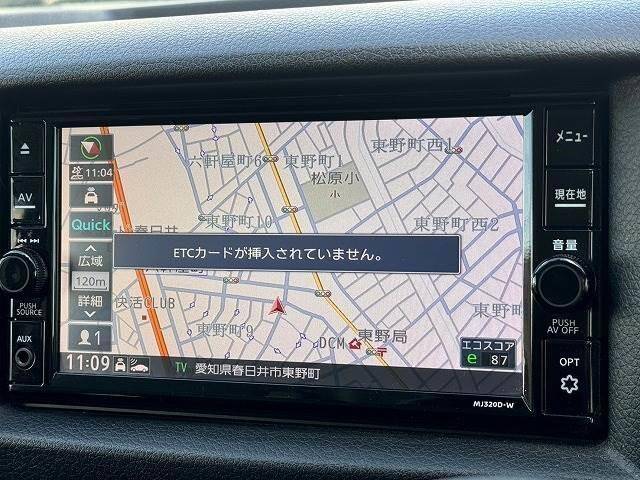 六軒屋町6
東野町1
東野町西1
松原小
小
11:04
AV
Quick
東野町10
東野町西2
春日井
ETCカードが挿入されていません。
広域
120m
詳細
快活CLUB
東野町9
DCM
東野局
1
11:09
TV
愛知県春日井市東野町
エコスコア
e 87
メニュー
現在地
音量
PUSH
AV OFF
OPT
PUSH
SOURCE
AUX
MJ320D-W